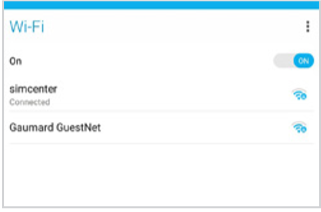 Wi-Fi
On
ON
simcenter
Connected
Gaumard GuestNet